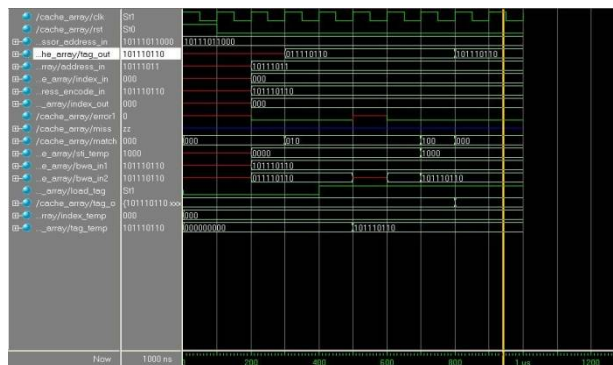 /cache_array/clk St1
/cache_array/rst St0
...ssor_address_in 10111011000 10111011000
...he_array/tag_out 101110110 011110110 101110110
...rray/address_in 10111011 10111011
...e_array/index_in 000 000
...ress_encode_in 101110110 101110110
..._array/index_out 000 000
/cache_array/error1 0
/cache_array/miss zz
/cache_array/match 000 000 010 100 000
...e_array/sti_temp 1000 0000 1000
...e_array/bwa_in1 101110110 101110110
...e_array/bwa_in2 101110110 011110110 101110110
..._array/load_tag St1
/cache_array/tag_o {101110110 xxx
...rray/index_temp 000 000
..._array/tag_temp 101110110 000000000 101110110
Now 1000 ns 200 400 600 800 1 us 1200